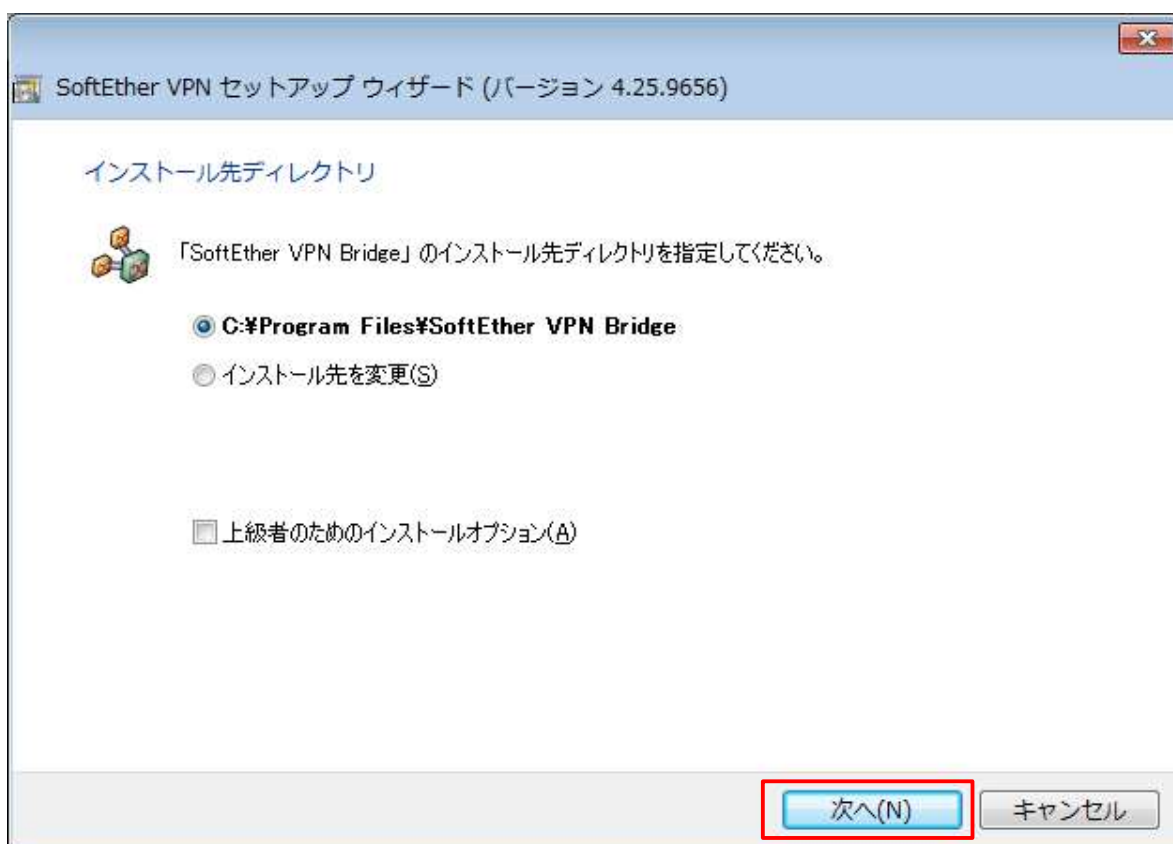 SoftEther VPN セットアップ ウィザード (バージョン 4.25.9656)
インストール先ディレクトリ
「SoftEther VPN Bridge」のインストール先ディレクトリを指定してください。
C:¥Program Files¥SoftEther VPN Bridge
インストール先を変更(S)
上級者のためのインストールオプション(A)
次へ(N)
キャンセル